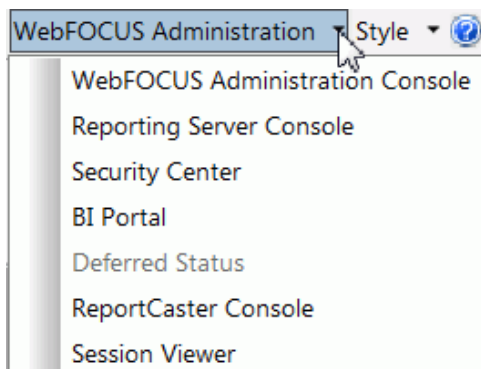 WebFOCUS Administration Style
WebFOCUS Administration Console
Reporting Server Console
Security Center
BI Portal
Deferred Status
ReportCaster Console
Session Viewer